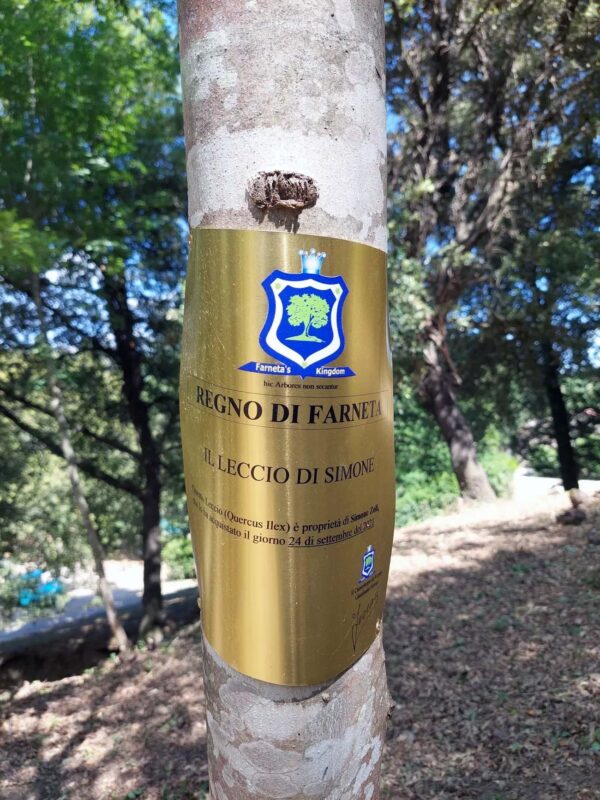 Farneta's Kingdom
hic Arbores non secantur
REGNO DI FARNETA
IL LECCIO DI SIMONE
Leccio (Quercus Ilex) è proprietà di Simone Zoli,
acquistato il giorno 24 di settembre del
Il